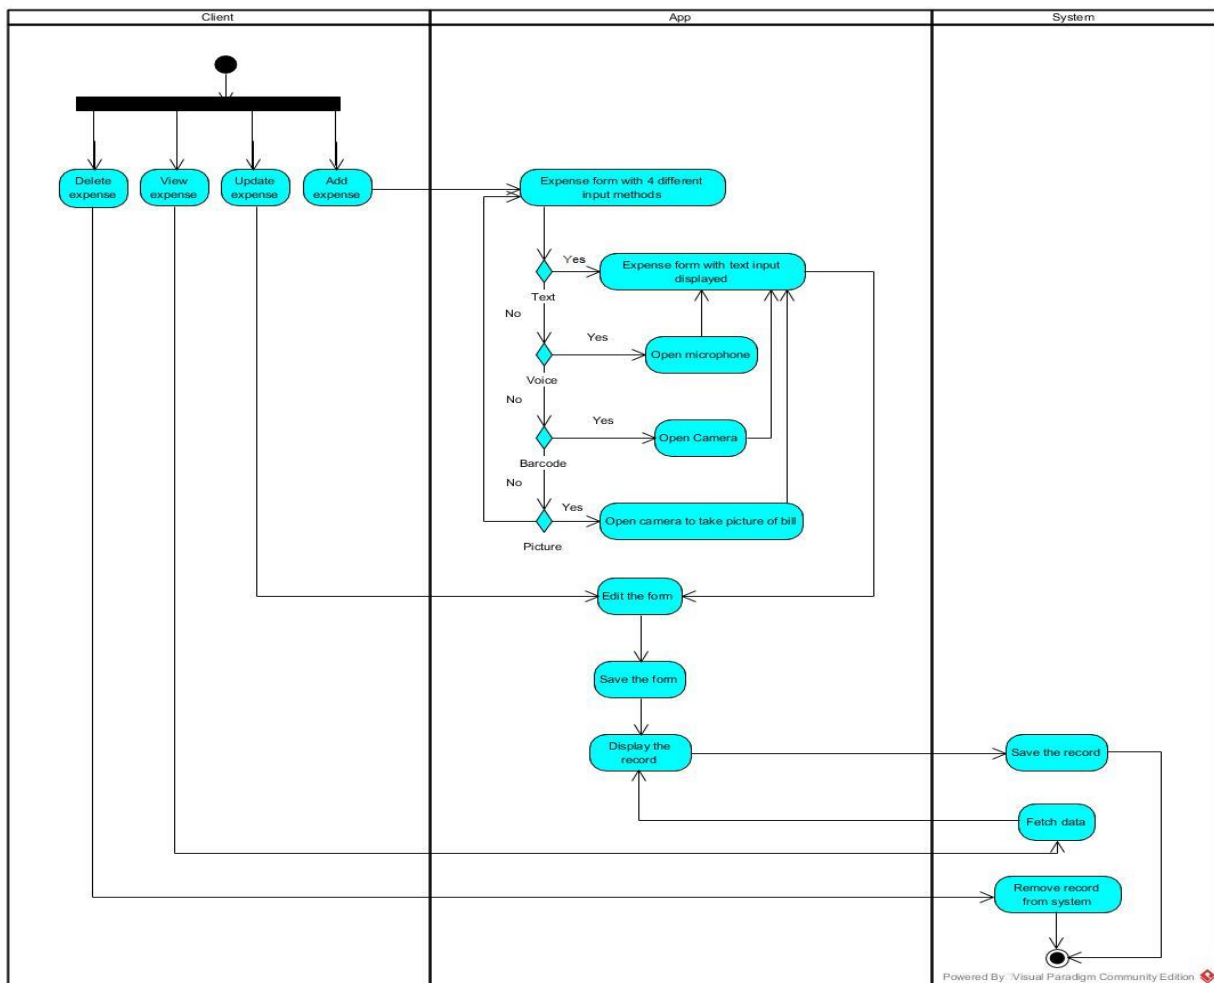 Client
App
System
Delete
expense
View
expense
Update
expense
Add
expense
Expense form with 4 different
input methods
Yes
Expense form with text input
displayed
Text
No
Yes
Open microphone
Voice
No
Yes
Open Camera
Barcode
No
Yes
Open camera to take picture of bill
Picture
Edit the form
Save the form
Display the
record
Save the record
Fetch data
Remove record
from system
Powered By Visual Paradigm Community Edition